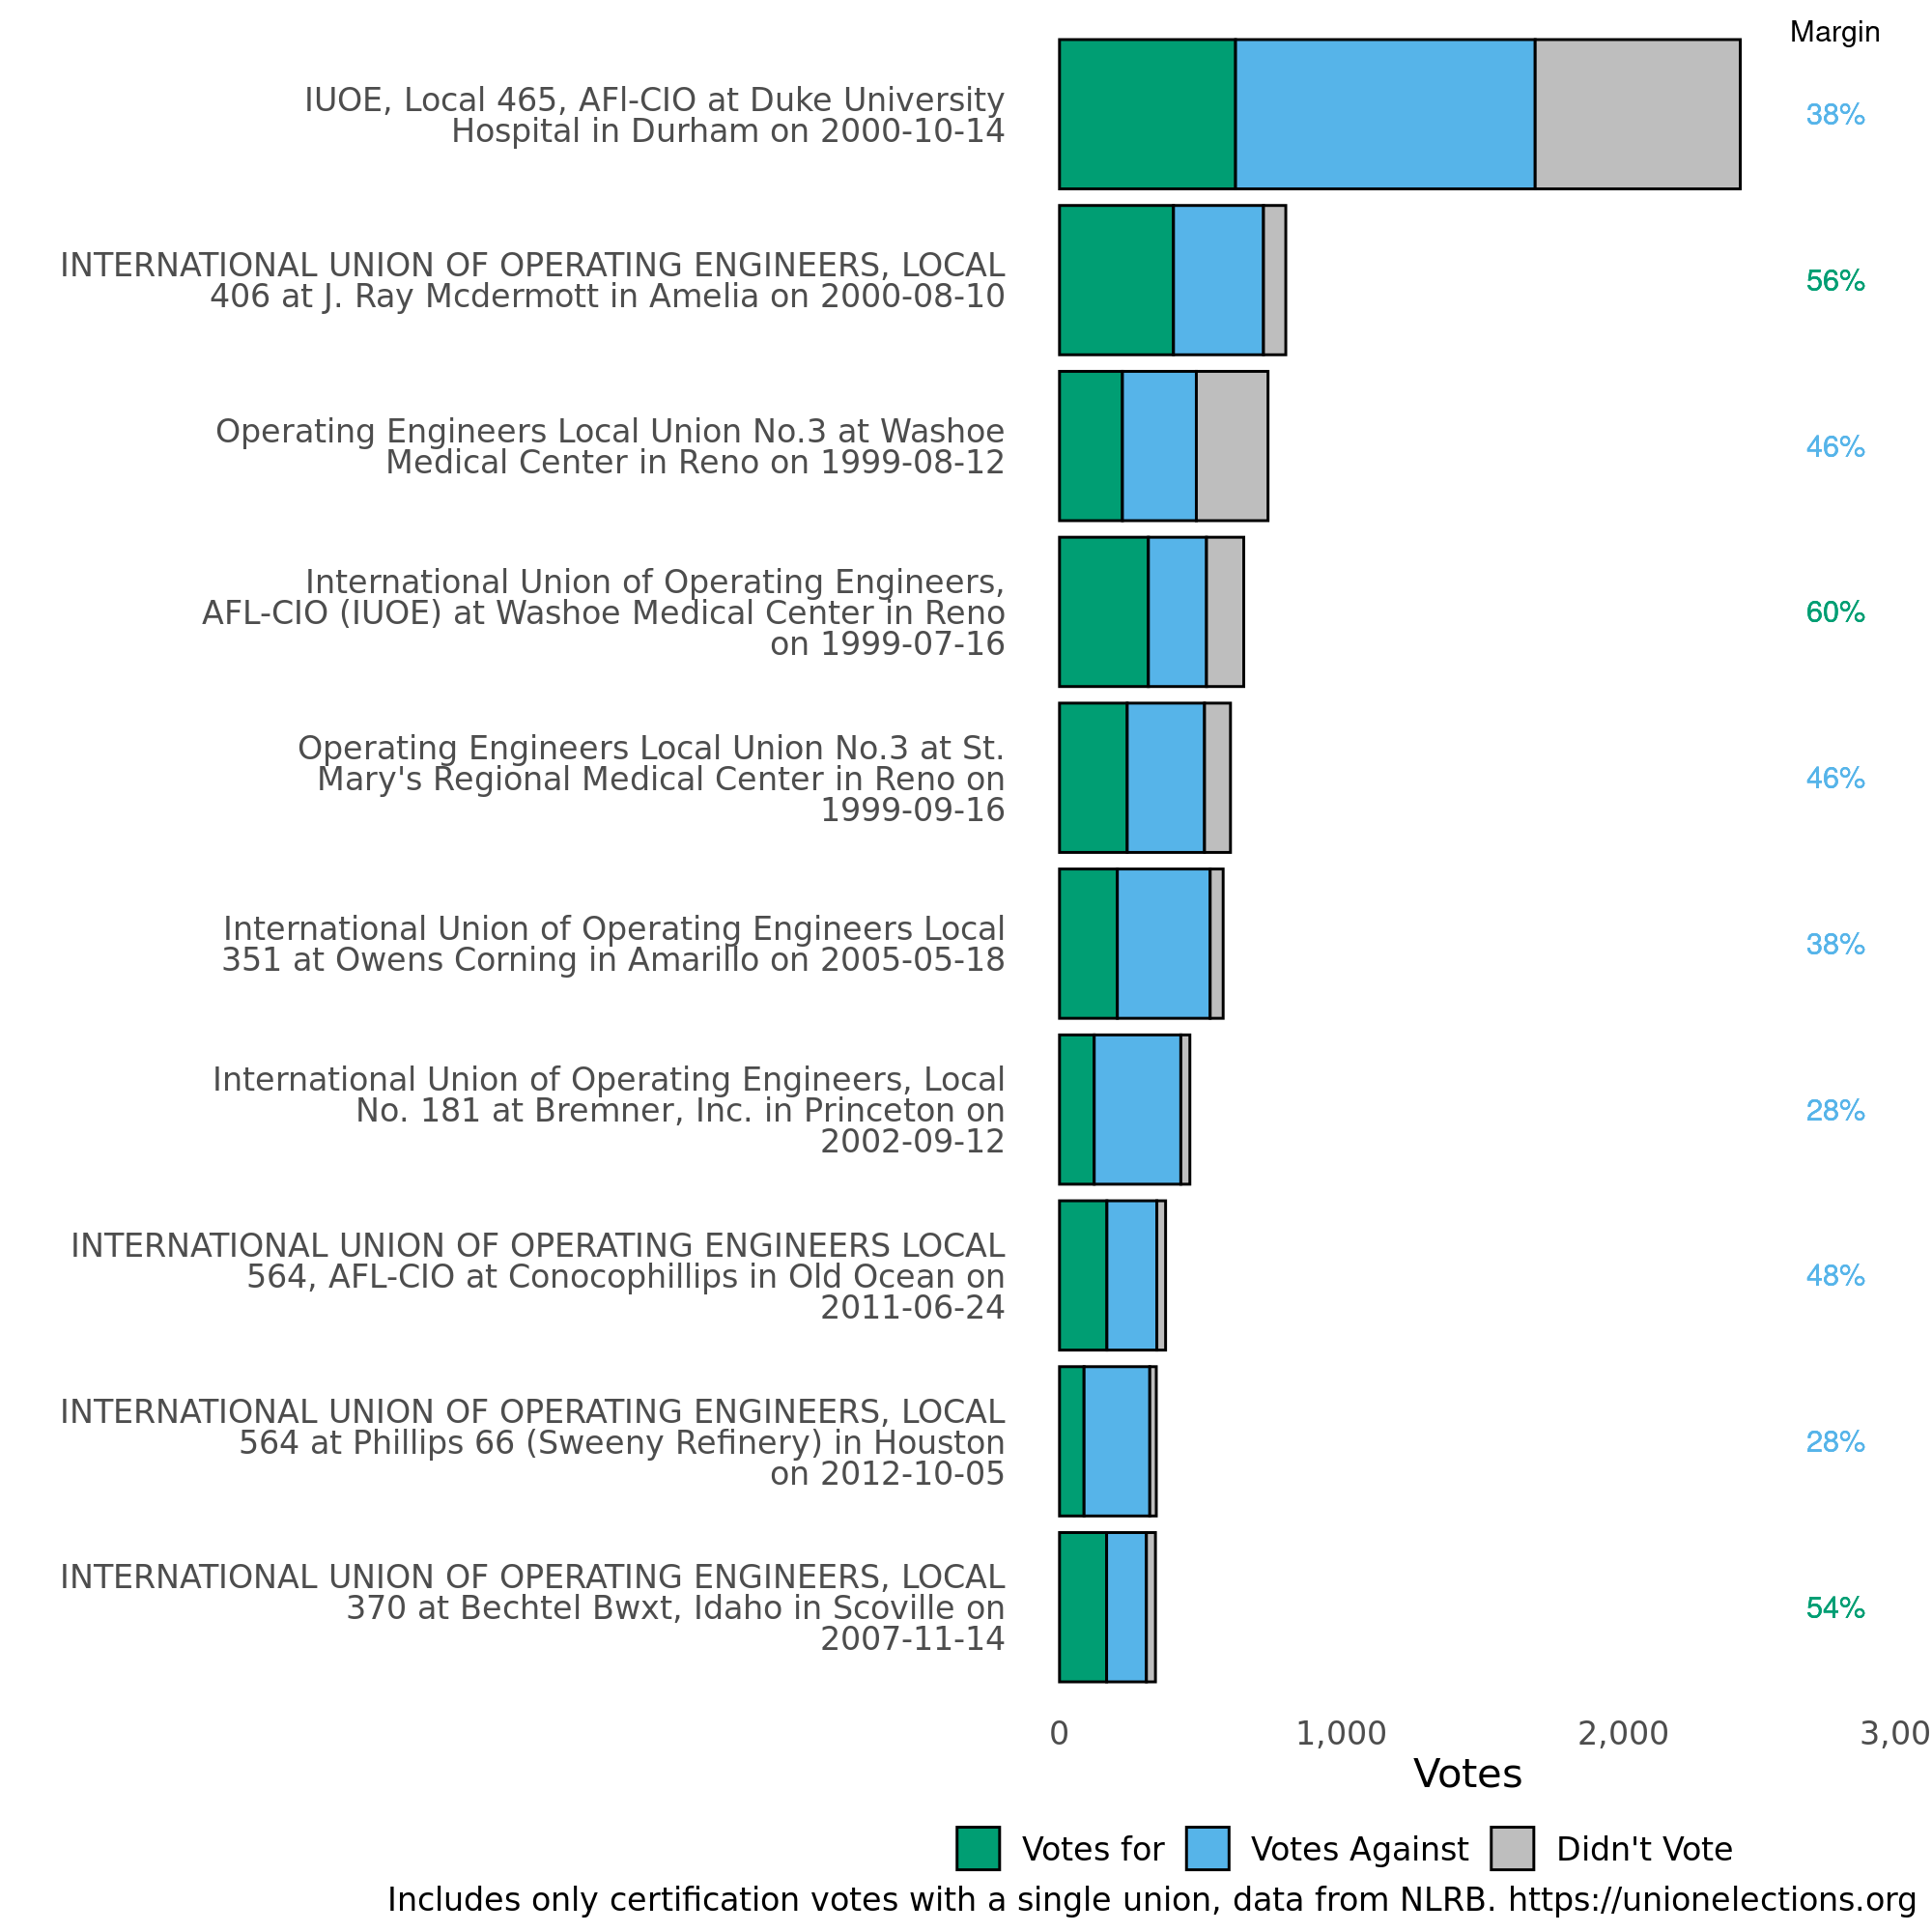 Margin
IUOE, Local 465, AFl-CIO at Duke University
Hospital in Durham on 2000-10-14
38%
INTERNATIONAL UNION OF OPERATING ENGINEERS, LOCAL
406 at J. Ray Mcdermott in Amelia on 2000-08-10
56%
Operating Engineers Local Union No.3 at Washoe
Medical Center in Reno on 1999-08-12
46%
International Union of Operating Engineers,
AFL-CIO (IUOE) at Washoe Medical Center in Reno
on 1999-07-16
60%
Operating Engineers Local Union No.3 at St.
Mary's Regional Medical Center in Reno on
1999-09-16
46%
International Union of Operating Engineers Local
351 at Owens Corning in Amarillo on 2005-05-18
38%
International Union of Operating Engineers, Local
No. 181 at Bremner, Inc. in Princeton on
2002-09-12
28%
INTERNATIONAL UNION OF OPERATING ENGINEERS LOCAL
564, AFL-CIO at Conocophillips in Old Ocean on
2011-06-24
48%
INTERNATIONAL UNION OF OPERATING ENGINEERS, LOCAL
564 at Phillips 66 (Sweeny Refinery) in Houston
on 2012-10-05
28%
INTERNATIONAL UNION OF OPERATING ENGINEERS, LOCAL
370 at Bechtel Bwxt, Idaho in Scoville on
2007-11-14
54%
0 1,000 2,000 3,00
Votes
Votes for Votes Against Didn't Vote
Includes only certification votes with a single union, data from NLRB. https://unionelections.org